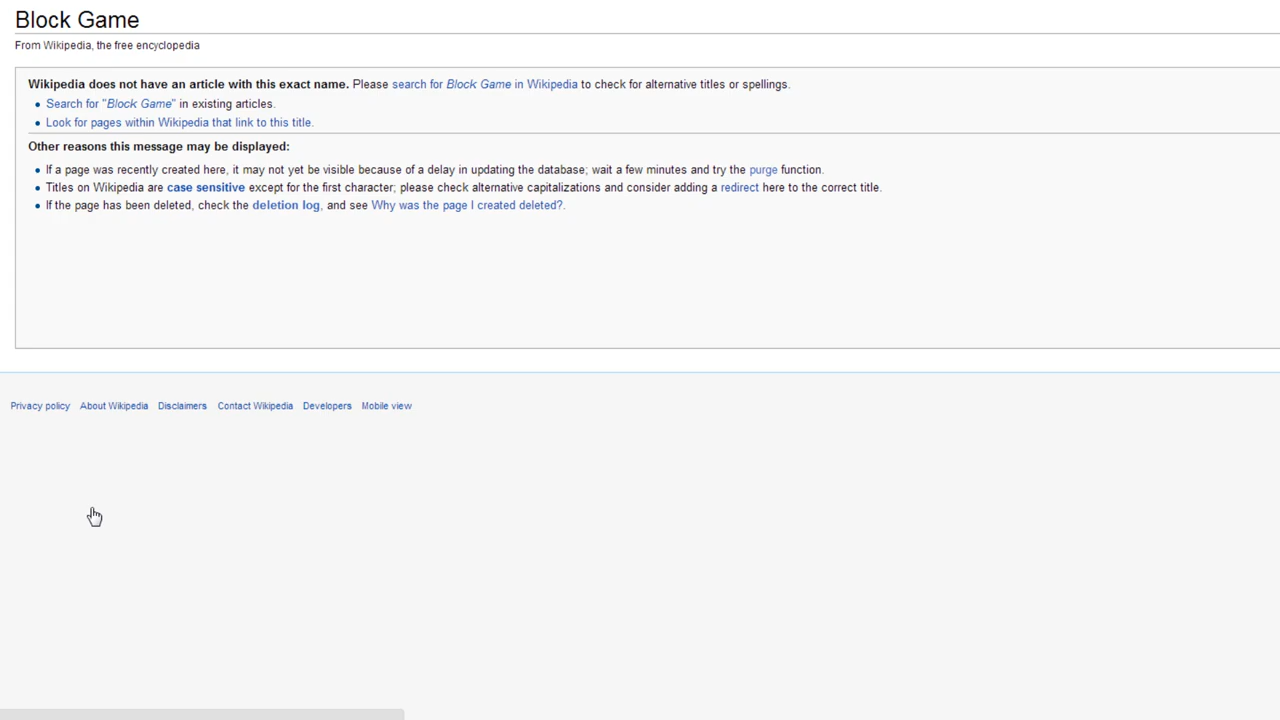 Block Game
From Wikipedia, the free encyclopedia
Wikipedia does not have an article with this exact name. Please search for Block Game in Wikipedia to check for alternative titles or spellings.
Search for "Block Game" in existing articles.
Look for pages within Wikipedia that link to this title.
Other reasons this message may be displayed:
If a page was recently created here, it may not yet be visible because of a delay in updating the database; wait a few minutes and try the purge function.
Titles on Wikipedia are case sensitive except for the first character; please check alternative capitalizations and consider adding a redirect here to the correct title.
If the page has been deleted, check the deletion log, and see Why was the page I created deleted?.
Privacy policy About Wikipedia Disclaimers Contact Wikipedia Developers Mobile view